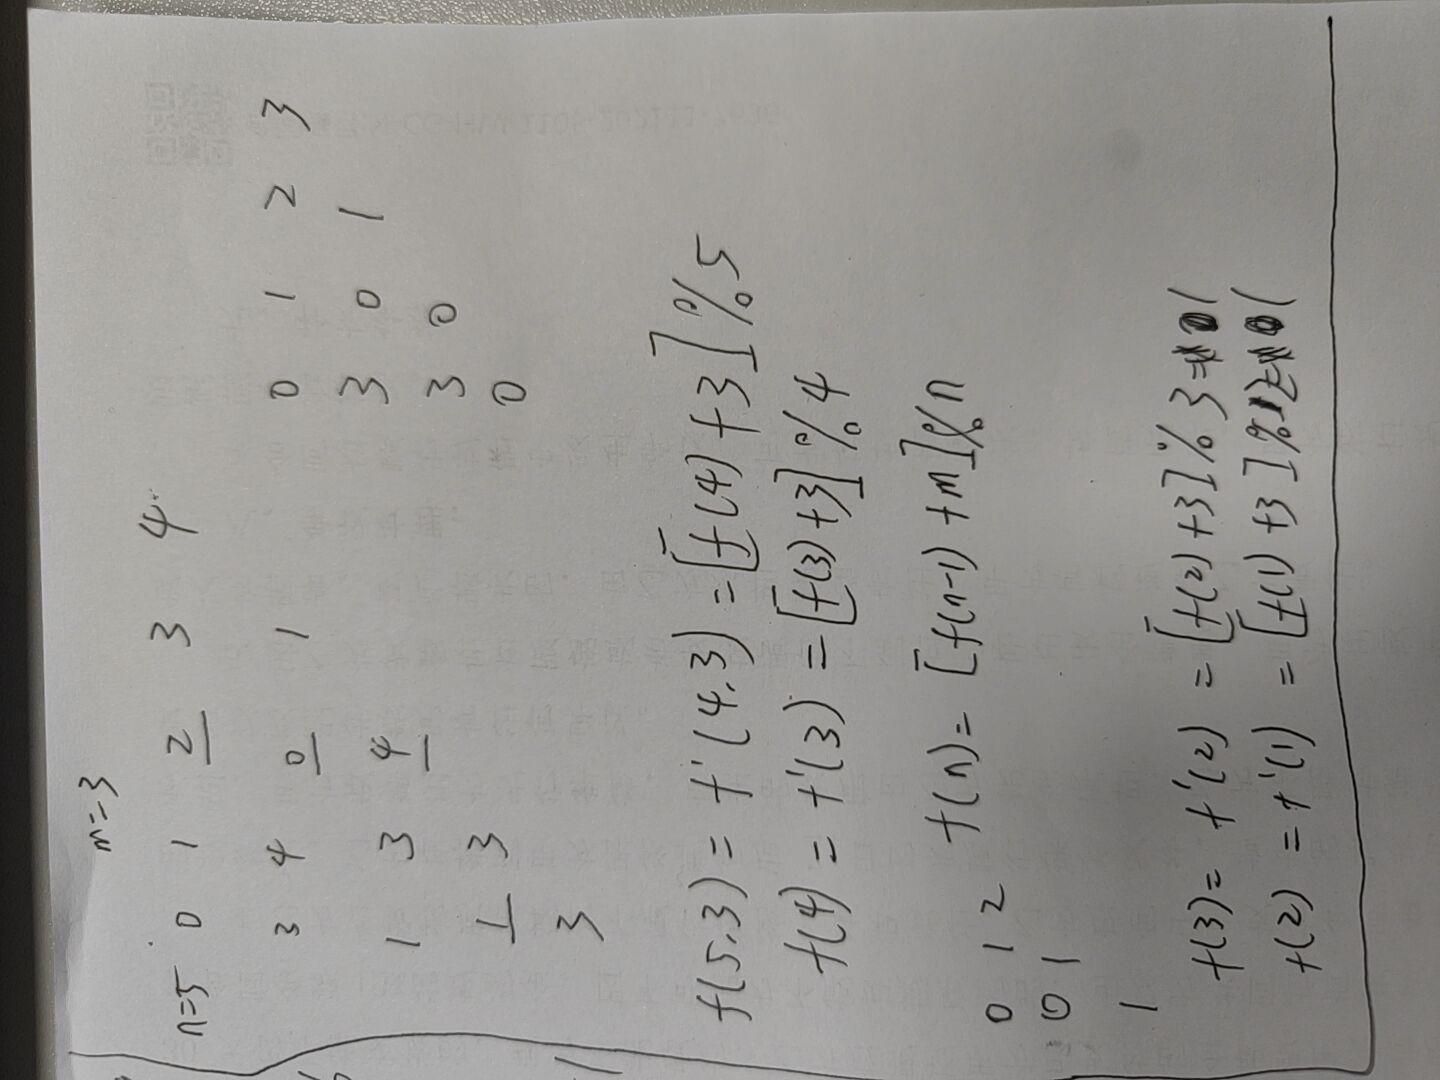 m=3
n=5 0 1 2 3 4
3 4 0 1
1 3 4
1 3
3
0 1 2 3
3 0 1
3 0
0
f(5,3) = f'(4,3) = [f(4) +3]%5
f(4) = f'(3) = [f(3)+3]%4
f(n) = [f(n-1) +m]%n
0 1 2
0 1
1
f(3) = f'(2) = [f(2) +3]%3=1
f(2) = f'(1) = [f(1) +3]%2=1